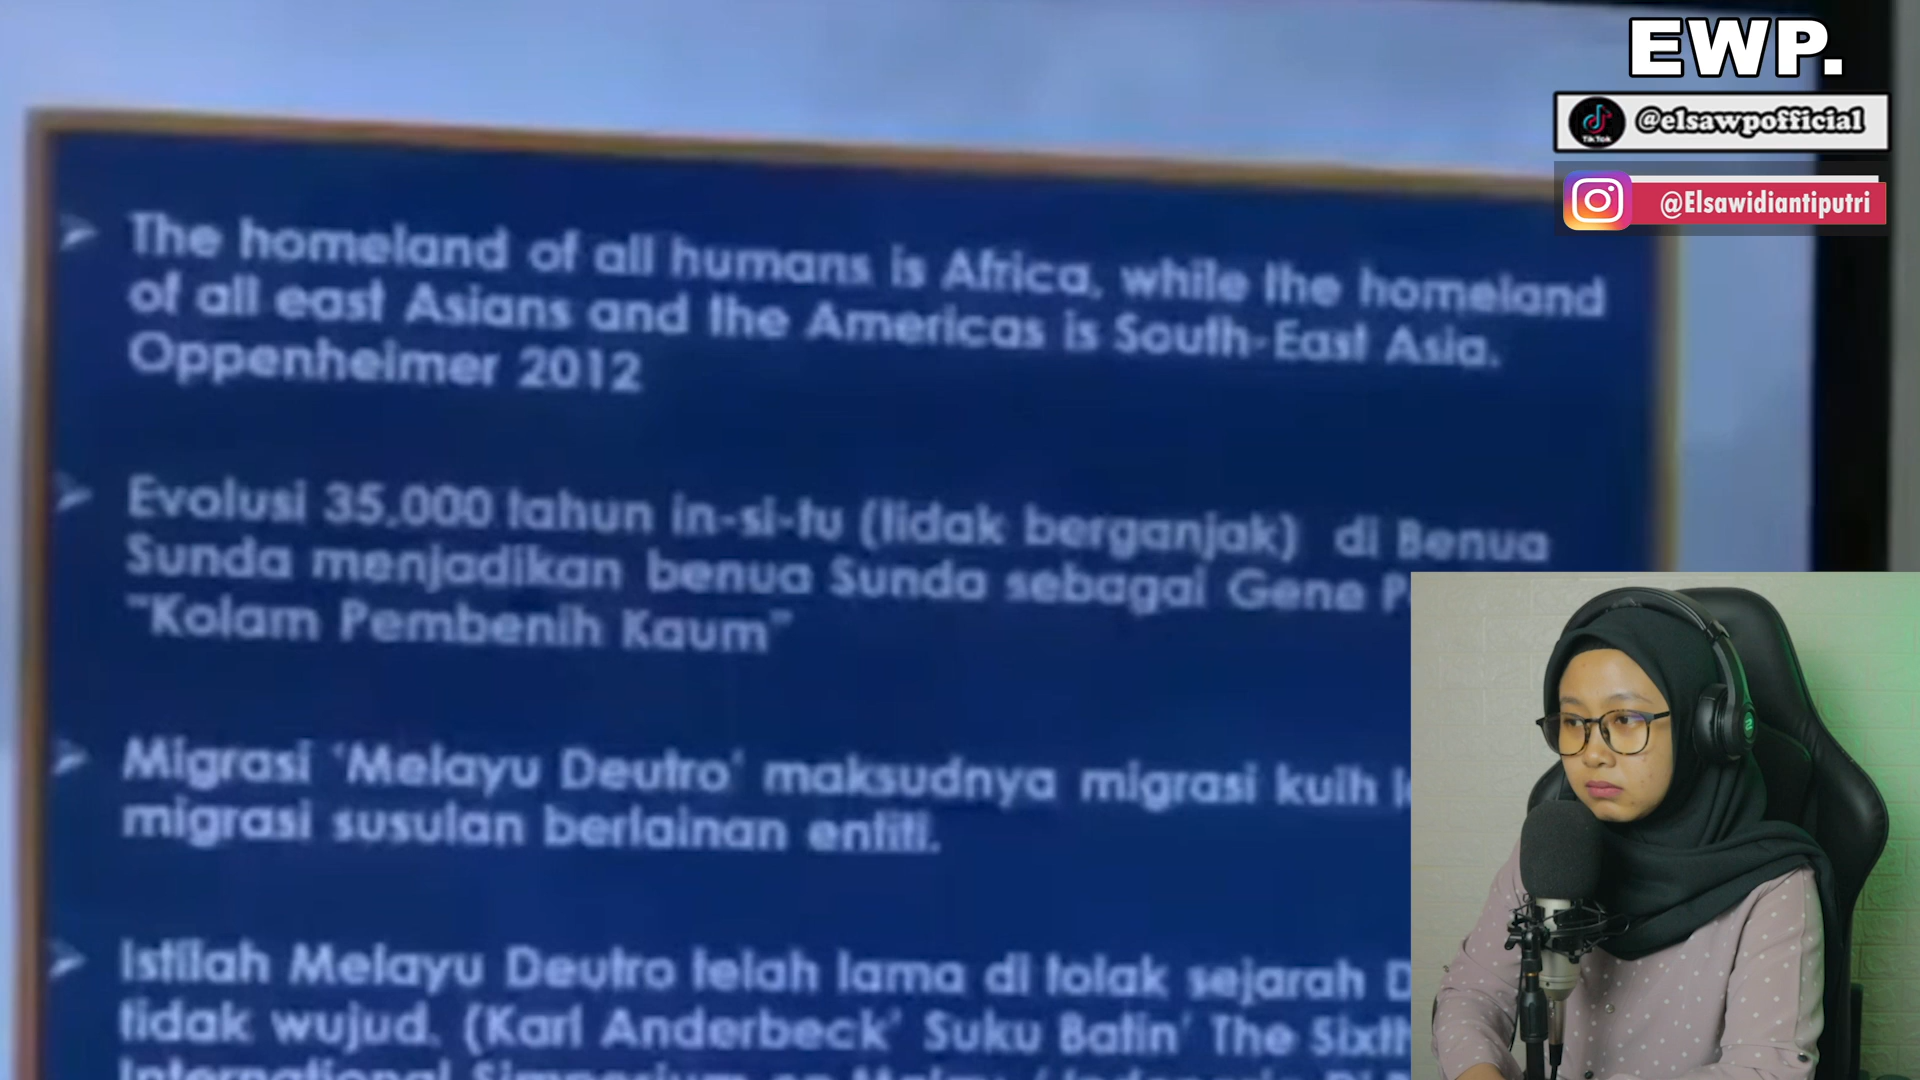 EWP.
TikTok
@elsawpofficial
@Elsawidiantiputri
The homeland of all humans is Africa, while the homeland
of all east Asians and the Americas is South-East Asia.
Oppenheimer 2012
Evolusi 35,000 tahun in-si-tu (tidak berganjak) di Benua
Sunda menjadikan benua Sunda sebagai Gene
"Kolam Pembenih Kaum"
Migrasi 'Melayu Deutro' maksudnya migrasi kuih
migrasi susulan berlainan entiti.
Istilah Melayu Deutro telah lama di tolak sejarah
tidak wujud. (Karl Anderbeck' Suku Batin' The Sixth
International